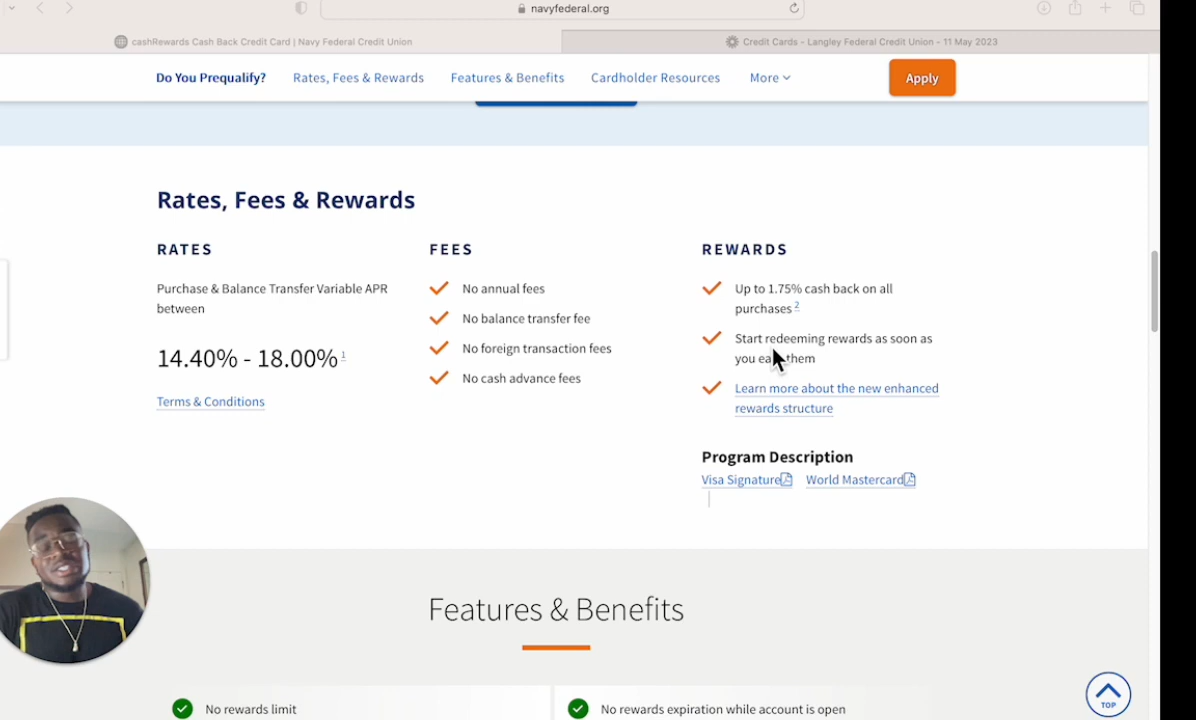 navyfederal.org
cashRewards Cash Back Credit Card | Navy Federal Credit Union
Credit Cards - Langley Federal Credit Union - 11 May 2023
Do You Prequalify?
Rates, Fees & Rewards
Features & Benefits
Cardholder Resources
More
Apply
Rates, Fees & Rewards
RATES
Purchase & Balance Transfer Variable APR
between
14.40% - 18.00% 1
Terms & Conditions
FEES
No annual fees
No balance transfer fee
No foreign transaction fees
No cash advance fees
REWARDS
Up to 1.75% cash back on all
purchases 2
Start redeeming rewards as soon as
you them
Learn more about the new enhanced
rewards structure
Program Description
Visa Signature World Mastercard
Features & Benefits
No rewards limit
No rewards expiration while account is open
TOP